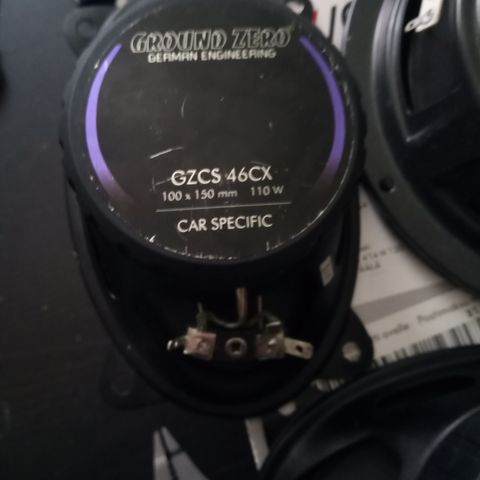 GROUND ZERO
GERMAN ENGINEERING
GZCS 46CX
100 x 150 mm 110 W
CAR SPECIFIC